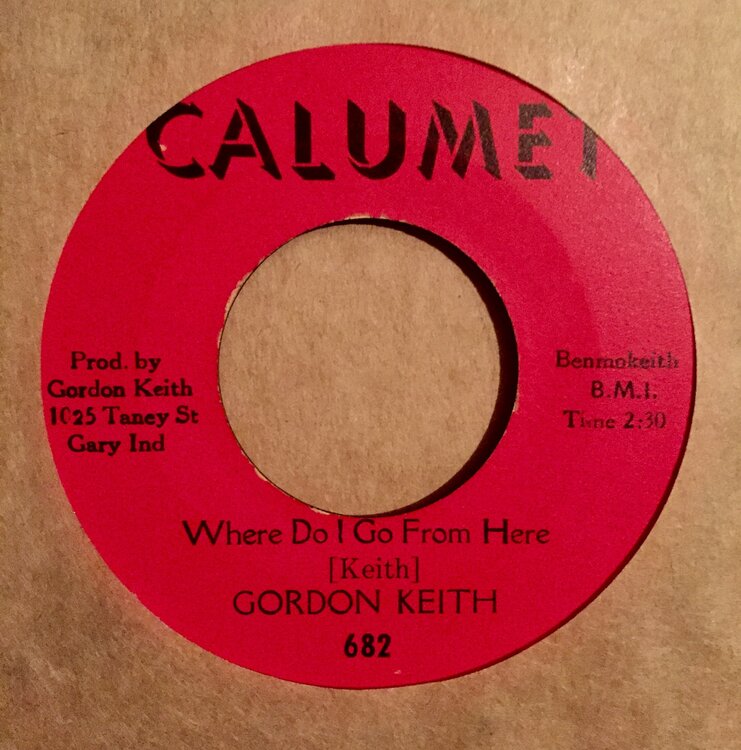 CALUMET
Prod. by
Gordon Keith
1025 Taney St
Gary Ind
Benmokeith
B.M.I.
Time 2:30
Where Do I Go From Here
[Keith]
GORDON KEITH
682